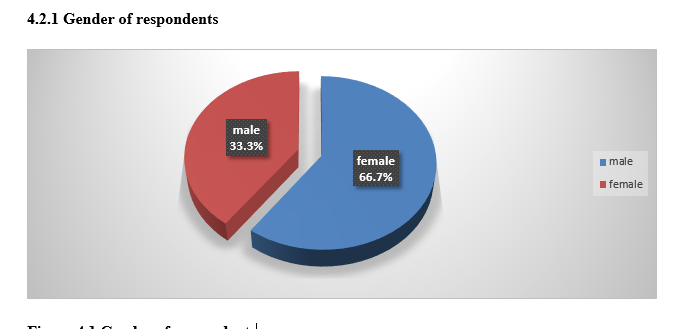 4.2.1 Gender of respondents
male
33.3%
female
66.7%
male
female